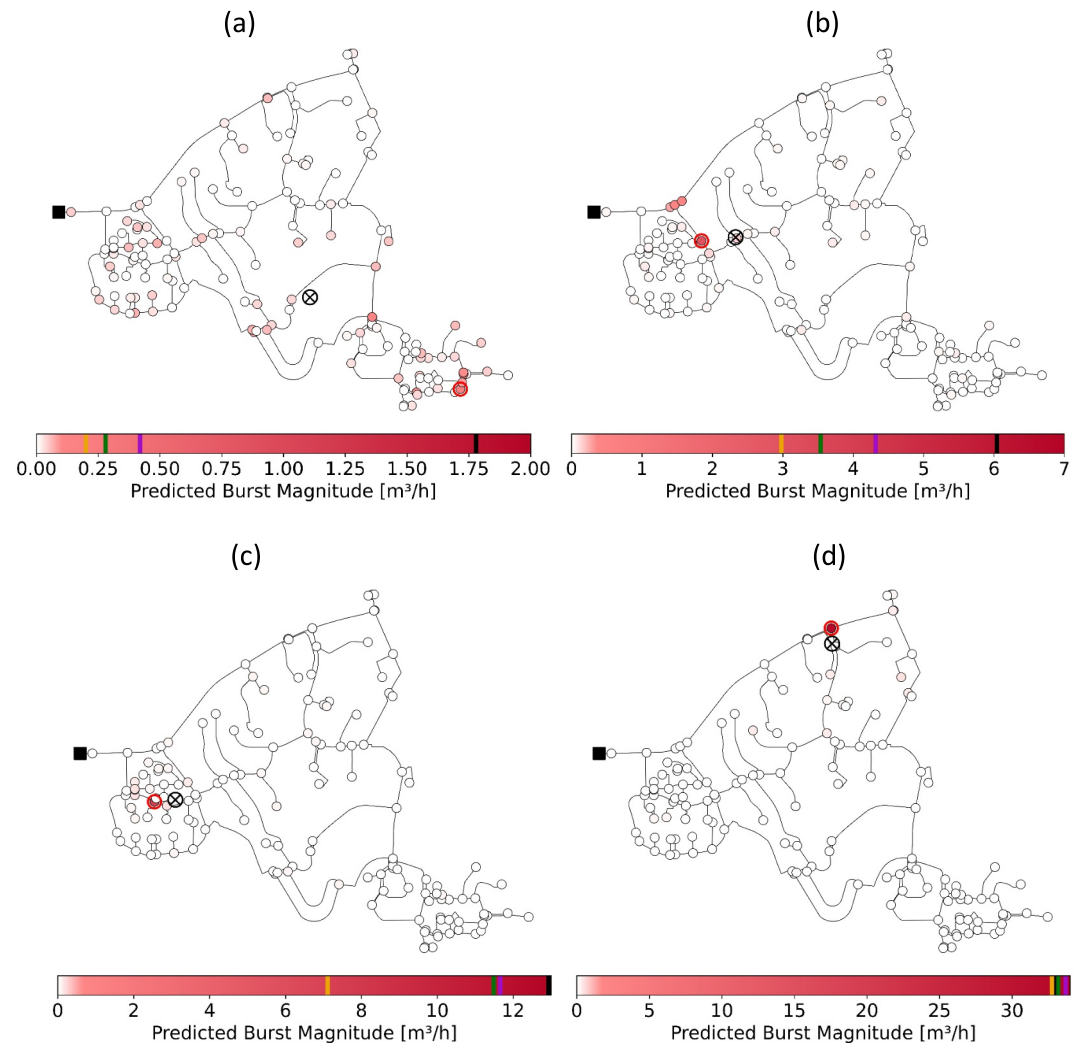 (a)
(b)
0.00 0.25 0.50 0.75 1.00 1.25 1.50 1.75 2.00
Predicted Burst Magnitude [m³/h]
0 1 2 3 4 5 6 7
Predicted Burst Magnitude [m³/h]
(c)
(d)
0 2 4 6 8 10 12
Predicted Burst Magnitude [m³/h]
0 5 10 15 20 25 30
Predicted Burst Magnitude [m³/h]